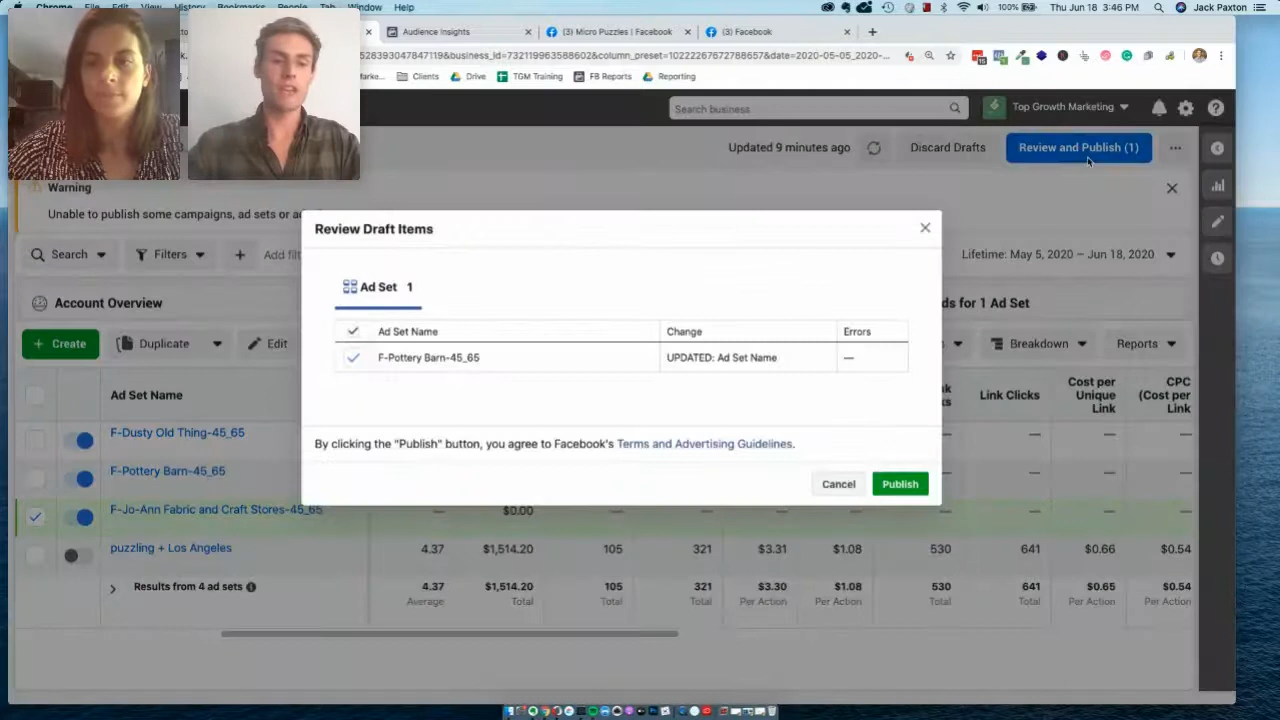 Chrome File Edit View History Bookmarks People Tab Window Help
100% Thu Jun 18 3:46 PM Jack Paxton
Audience Insights
(3) Micro Puzzles | Facebook
(3) Facebook
Clients
Drive
TGM Training
FB Reports
Reporting
Search business
Top Growth Marketing
Updated 9 minutes ago
Discard Drafts
Review and Publish (1)
Warning
Unable to publish some campaigns, ad sets or a
Search
Filters
+ Add filt
Lifetime: May 5, 2020 – Jun 18, 2020
Account Overview
ds for 1 Ad Set
+ Create
Duplicate
Edit
Breakdown
Reports
Ad Set Name
Link Clicks
Cost per Unique Link
CPC (Cost per Link
Review Draft Items
Ad Set 1
Ad Set Name Change Errors
F-Pottery Barn-45_65 UPDATED: Ad Set Name —
By clicking the "Publish" button, you agree to Facebook's Terms and Advertising Guidelines.
Cancel
Publish
F-Dusty Old Thing-45_65 — — —
F-Pottery Barn-45_65 — — —
F-Jo-Ann Fabric and Craft Stores-45_65 — $0.00 — — — — — — — —
puzzling + Los Angeles 4.37 $1,514.20 105 321 $3.31 $1.08 530 641 $0.66 $0.54
Results from 4 ad sets 4.37 $1,514.20 105 321 $3.30 $1.08 530 641 $0.65 $0.54
Average Total Total Total Per Action Per Action Total Total Per Action Per Action